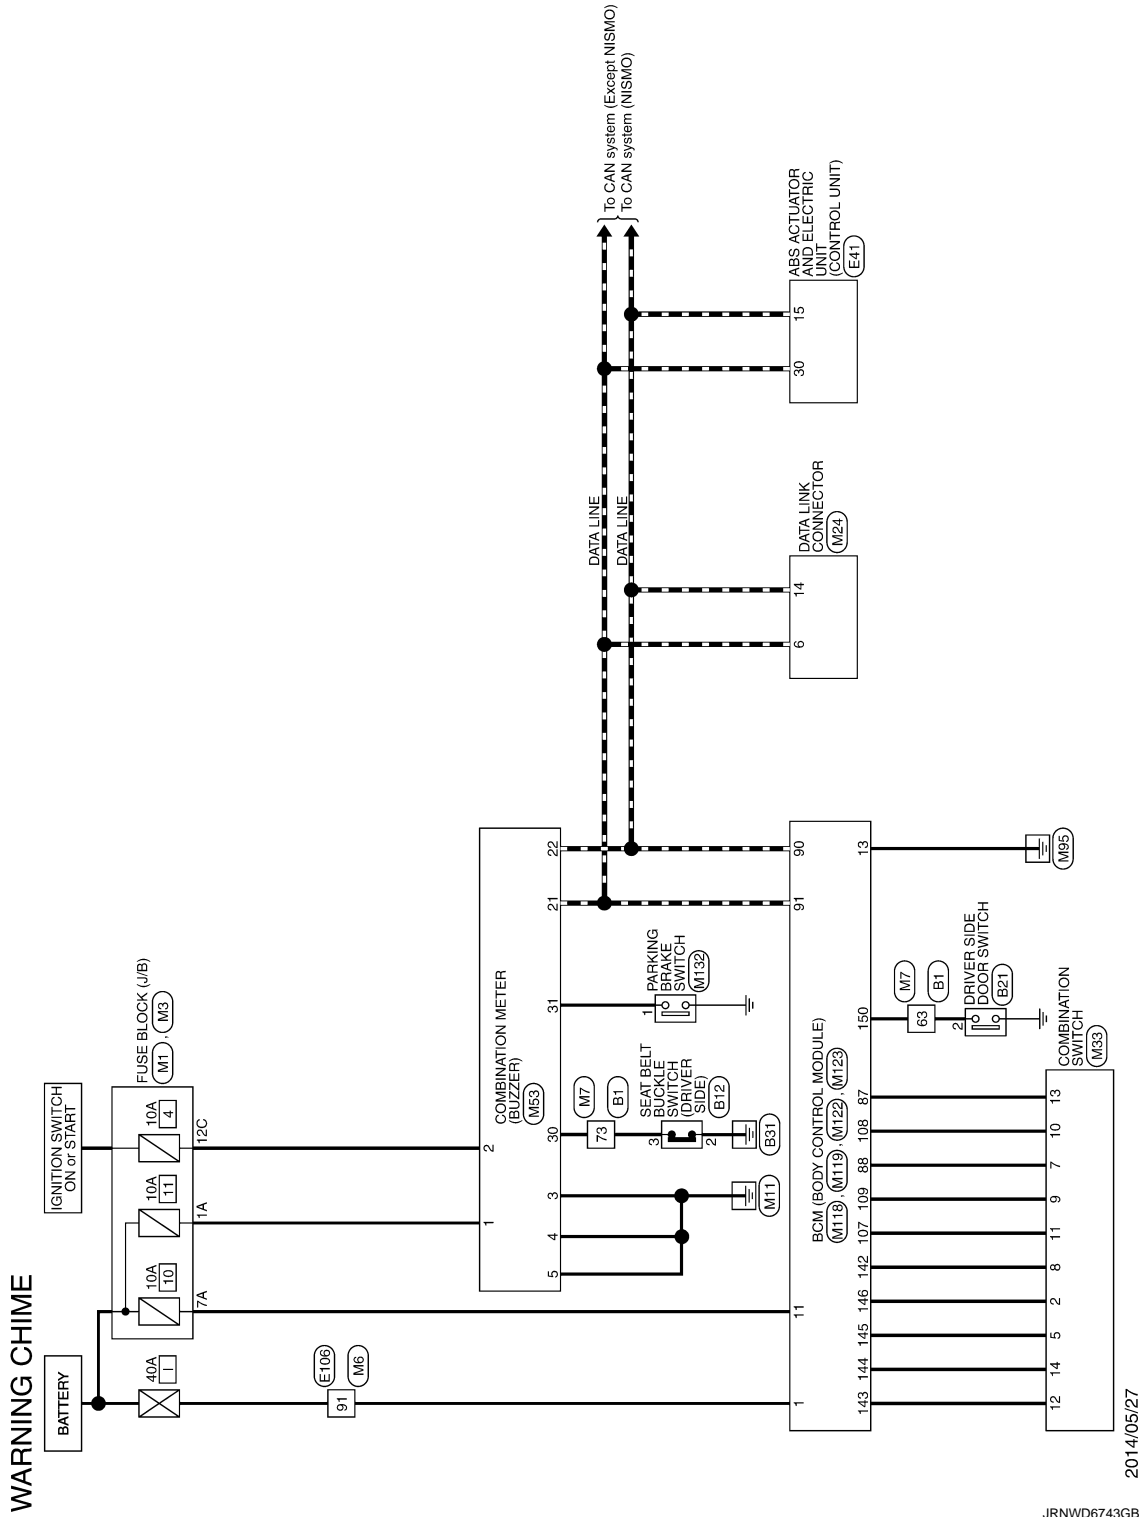 WARNING CHIME
BATTERY
IGNITION SWITCH
ON or START
FUSE BLOCK (J/B)
M1 , M3
40A
I
10A
10
10A
11
10A
4
7A
1A
12C
E106
91
M6
1
2
COMBINATION METER
(BUZZER)
M53
5
4
3
30
31
21
22
M11
M7
73
B1
3
SEAT BELT
BUCKLE
SWITCH
(DRIVER
SIDE)
B12
2
B31
1
PARKING
BRAKE
SWITCH
M132
DATA LINE
DATA LINE
To CAN system (Except NISMO)
To CAN system (NISMO)
1
11
91
90
BCM (BODY CONTROL MODULE)
M118 , M119 , M122 , M123
143
144
145
146
142
107
109
88
108
87
150
13
6
14
DATA LINK
CONNECTOR
M24
30
15
ABS ACTUATOR
AND ELECTRIC
UNIT
(CONTROL UNIT)
E41
M7
63
B1
2
DRIVER SIDE
DOOR SWITCH
B21
M95
12
14
5
2
8
11
9
7
10
13
COMBINATION
SWITCH
M33
2014/05/27
JRNWD6743GB